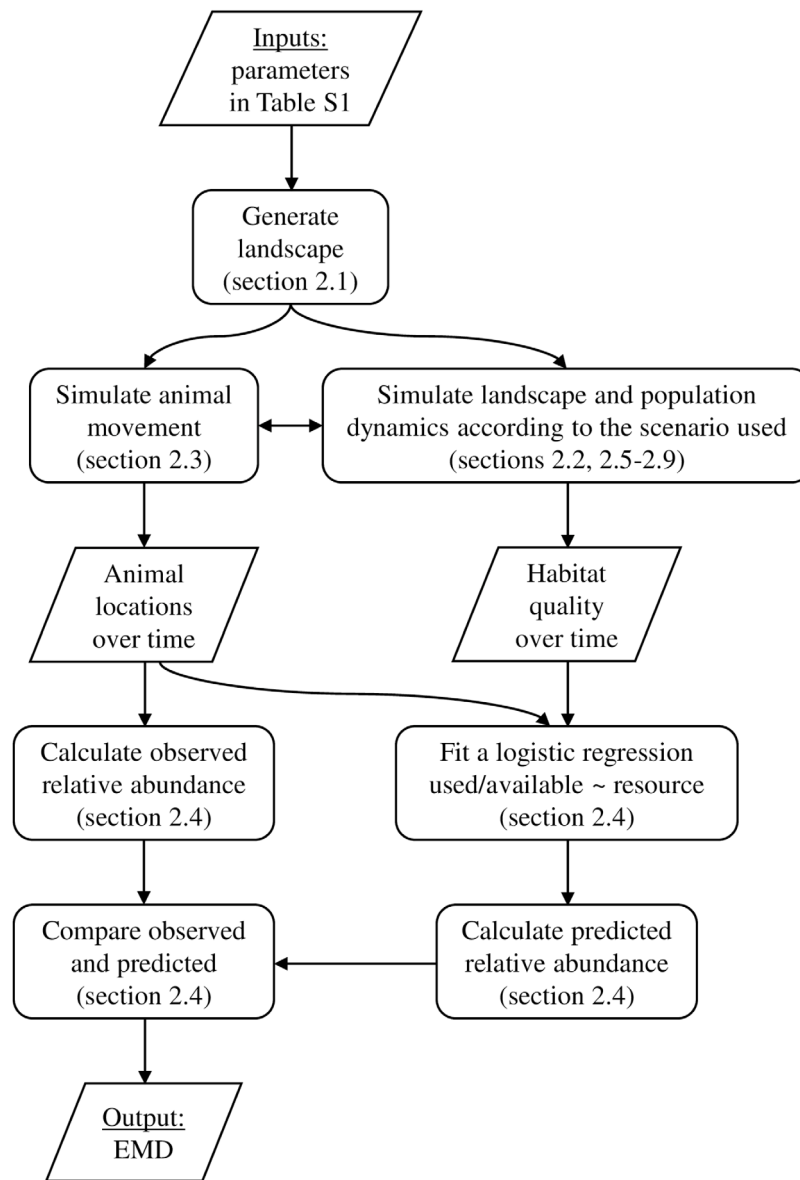 Inputs:
parameters
in Table S1
Generate
landscape
(section 2.1)
Simulate animal
movement
(section 2.3)
Simulate landscape and population
dynamics according to the scenario used
(sections 2.2, 2.5-2.9)
Animal
locations
over time
Habitat
quality
over time
Calculate observed
relative abundance
(section 2.4)
Fit a logistic regression
used/available ~ resource
(section 2.4)
Compare observed
and predicted
(section 2.4)
Calculate predicted
relative abundance
(section 2.4)
Output:
EMD